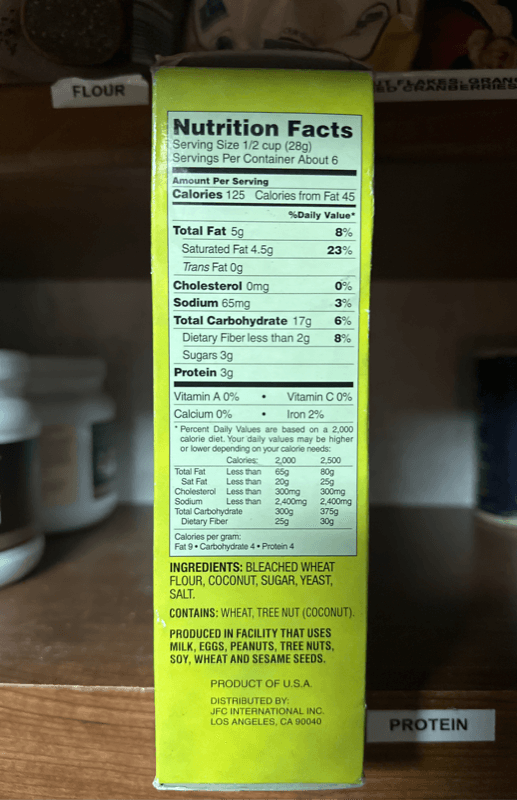 FLOUR
UT FLAKES, GRAN
ED CRANBERRIES
Nutrition Facts
Serving Size 1/2 cup (28g)
Servings Per Container About 6
Amount Per Serving
Calories 125 Calories from Fat 45
%Daily Value*
Total Fat 5g 8%
Saturated Fat 4.5g 23%
Trans Fat 0g
Cholesterol 0mg 0%
Sodium 65mg 3%
Total Carbohydrate 17g 6%
Dietary Fiber less than 2g 8%
Sugars 3g
Protein 3g
Vitamin A 0% • Vitamin C 0%
Calcium 0% • Iron 2%
* Percent Daily Values are based on a 2,000
calorie diet. Your daily values may be higher
or lower depending on your calorie needs:
Calories: 2,000 2,500
Total Fat Less than 65g 80g
Sat Fat Less than 20g 25g
Cholesterol Less than 300mg 300mg
Sodium Less than 2,400mg 2,400mg
Total Carbohydrate 300g 375g
Dietary Fiber 25g 30g
Calories per gram:
Fat 9 • Carbohydrate 4 • Protein 4
INGREDIENTS: BLEACHED WHEAT
FLOUR, COCONUT, SUGAR, YEAST,
SALT.
CONTAINS: WHEAT, TREE NUT (COCONUT).
PRODUCED IN FACILITY THAT USES
MILK, EGGS, PEANUTS, TREE NUTS,
SOY, WHEAT AND SESAME SEEDS.
PRODUCT OF U.S.A.
DISTRIBUTED BY:
JFC INTERNATIONAL INC.
LOS ANGELES, CA 90040
PROTEIN